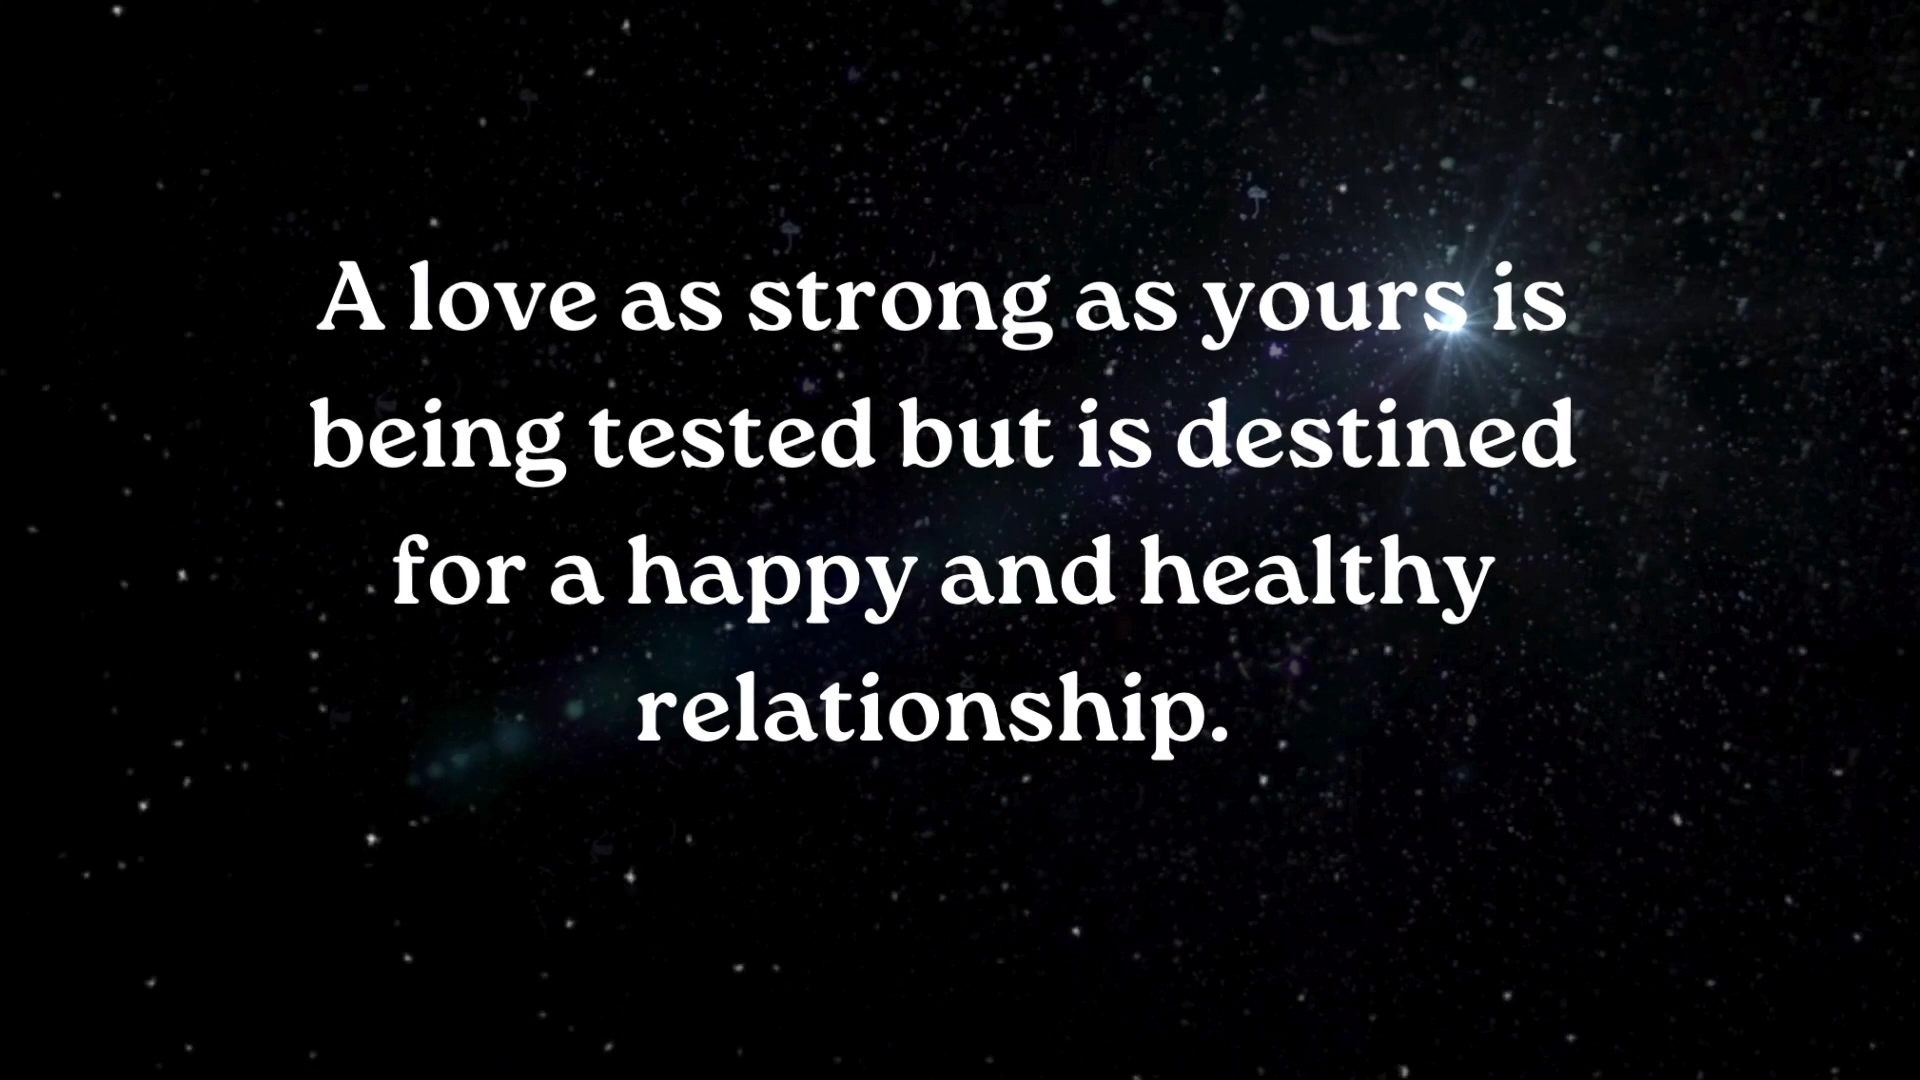 A love as strong as yours is
being tested but is destined
for a happy and healthy
relationship.